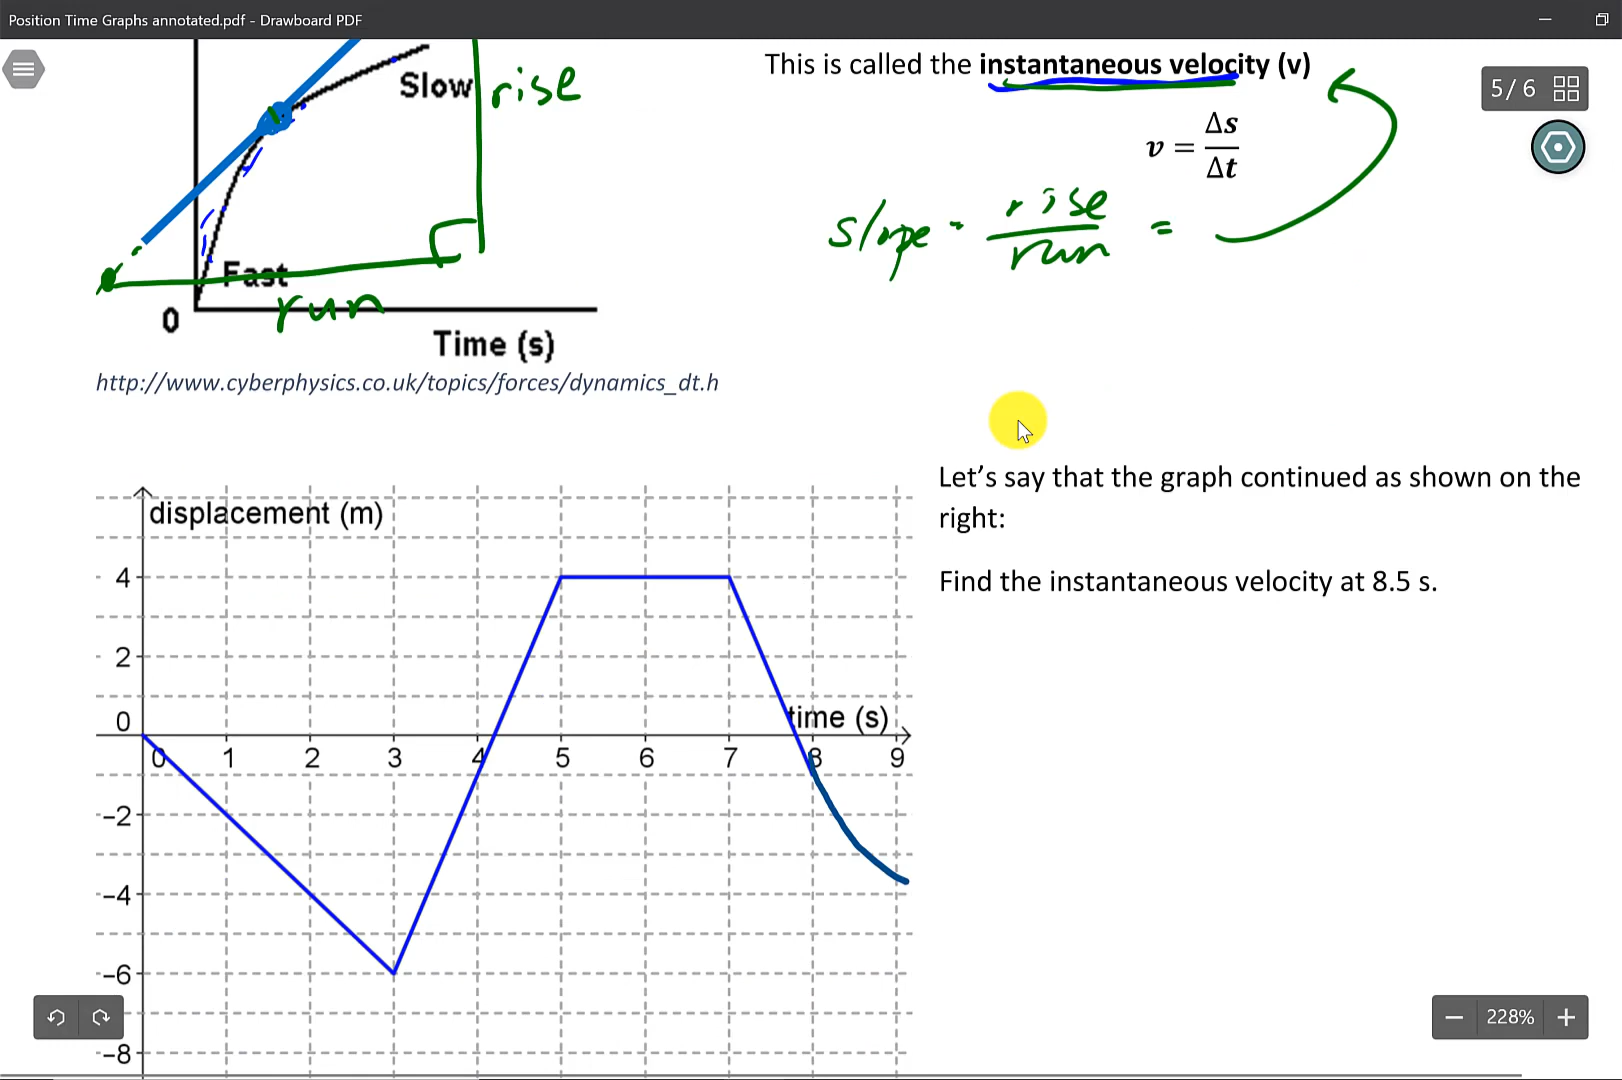 Position Time Graphs annotated.pdf - Drawboard PDF
This is called the instantaneous velocity (v)
5 / 6
Slow
rise
v = Δs
Δt
slope = rise =
run
Fast
run
0
Time (s)
http://www.cyberphysics.co.uk/topics/forces/dynamics_dt.h
Let’s say that the graph continued as shown on the
right:
Find the instantaneous velocity at 8.5 s.
displacement (m)
4
2
0
time (s)
0 1 2 3 4 5 6 7 8 9
−2
−4
−6
−8
228%